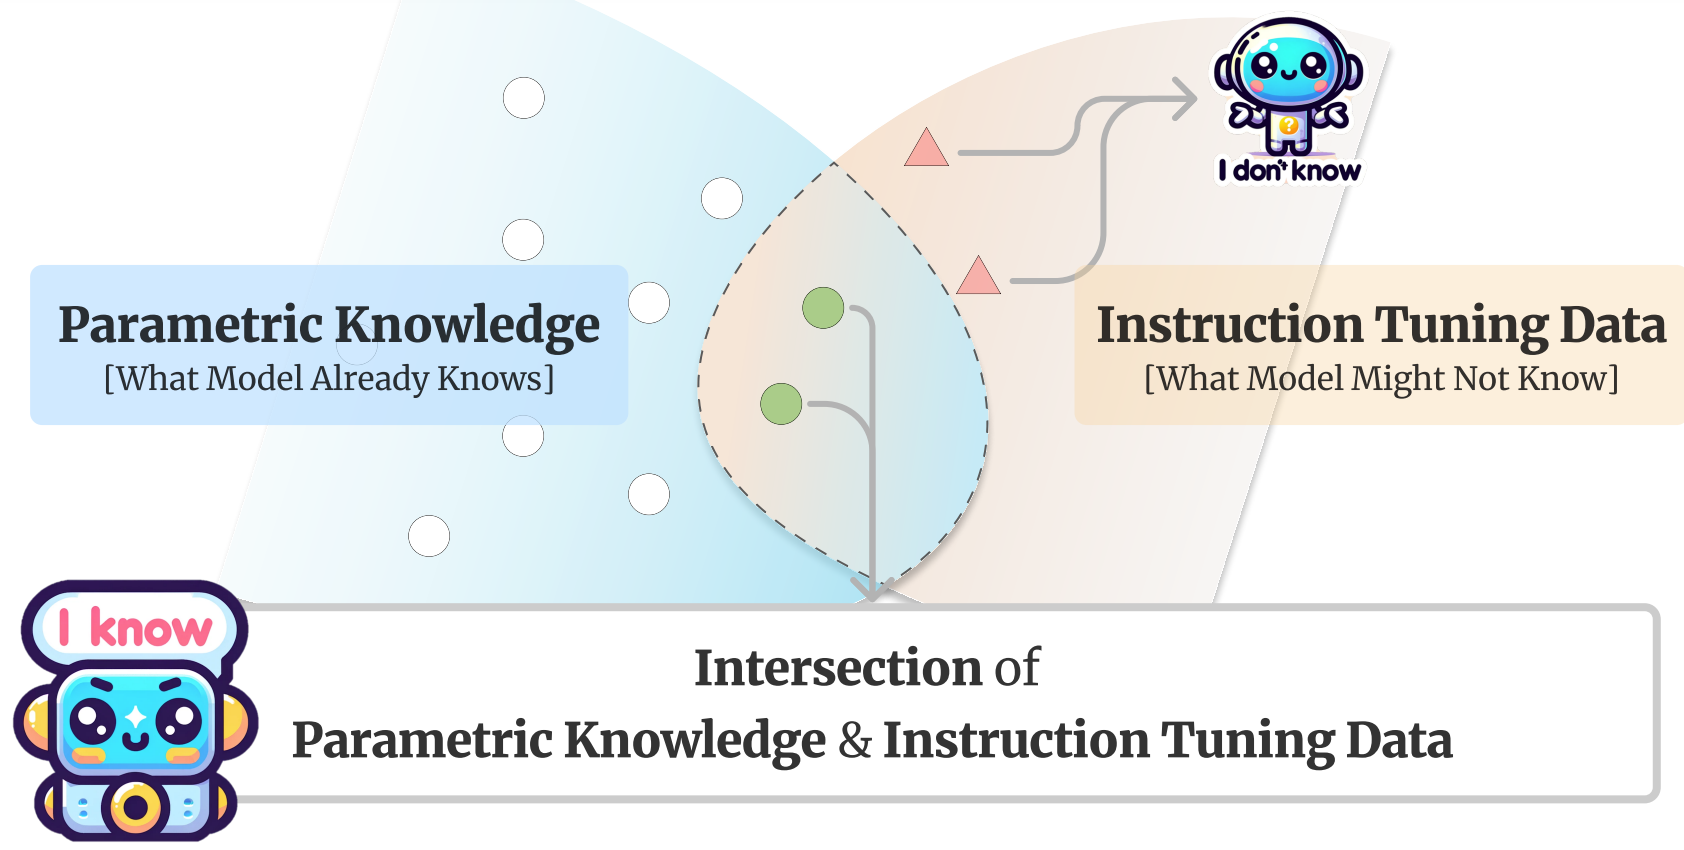 I don't know
Parametric Knowledge
[What Model Already Knows]
Instruction Tuning Data
[What Model Might Not Know]
I know
Intersection of
Parametric Knowledge & Instruction Tuning Data
?